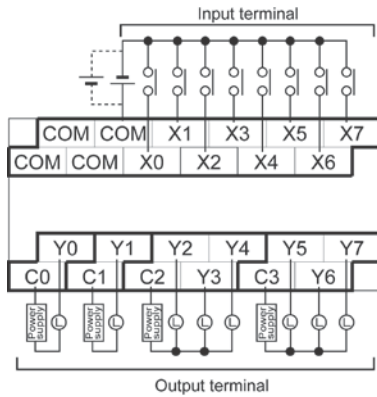 Input terminal
COM COM X1 X3 X5 X7
COM COM X0 X2 X4 X6
Y0 Y1 Y2 Y4 Y5 Y7
C0 C1 C2 Y3 C3 Y6
Power supply L Power supply L Power supply L L L Power supply L L L
Output terminal